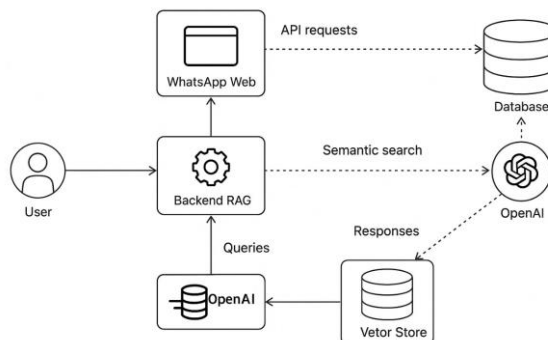 API requests
WhatsApp Web
Database
Semantic search
User
Backend RAG
OpenAI
Queries
Responses
OpenAI
Vetor Store